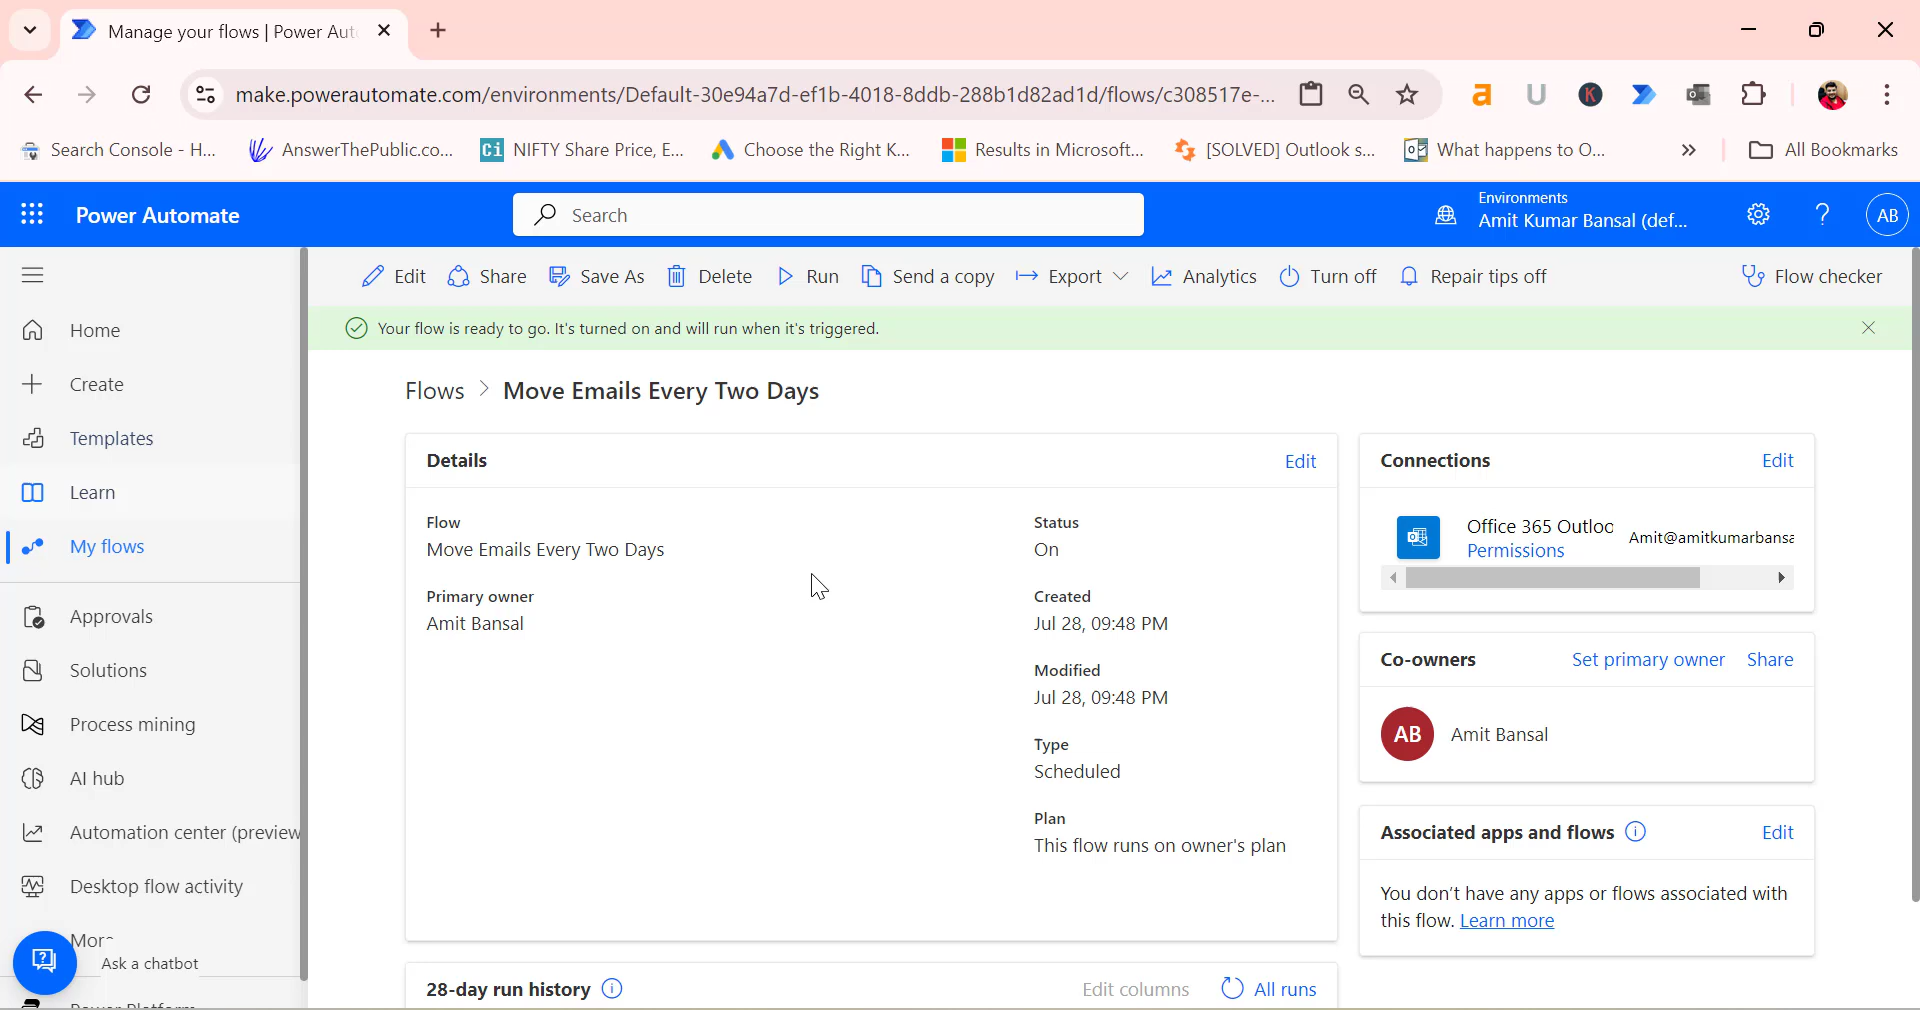 Manage your flows | Power Aut
make.powerautomate.com/environments/Default-30e94a7d-ef1b-4018-8ddb-288b1d82ad1d/flows/c308517e-...
Search Console - H...
AnswerThePublic.co...
Ci NIFTY Share Price, E...
Choose the Right K...
Results in Microsoft...
[SOLVED] Outlook s...
What happens to O...
All Bookmarks
Power Automate
Search
Environments
Amit Kumar Bansal (def...
AB
Edit Share Save As Delete Run Send a copy Export Analytics Turn off Repair tips off Flow checker
Your flow is ready to go. It's turned on and will run when it's triggered.
Home
Create
Templates
Learn
My flows
Approvals
Solutions
Process mining
AI hub
Automation center (preview
Desktop flow activity
Ask a chatbot
Flows > Move Emails Every Two Days
Details
Edit
Flow
Move Emails Every Two Days
Primary owner
Amit Bansal
Status
On
Created
Jul 28, 09:48 PM
Modified
Jul 28, 09:48 PM
Type
Scheduled
Plan
This flow runs on owner's plan
28-day run history
Edit columns
All runs
Connections
Edit
Office 365 Outloo
Permissions
Amit@amitkumarbansa
Co-owners
Set primary owner
Share
AB
Amit Bansal
Associated apps and flows
Edit
You don't have any apps or flows associated with
this flow. Learn more